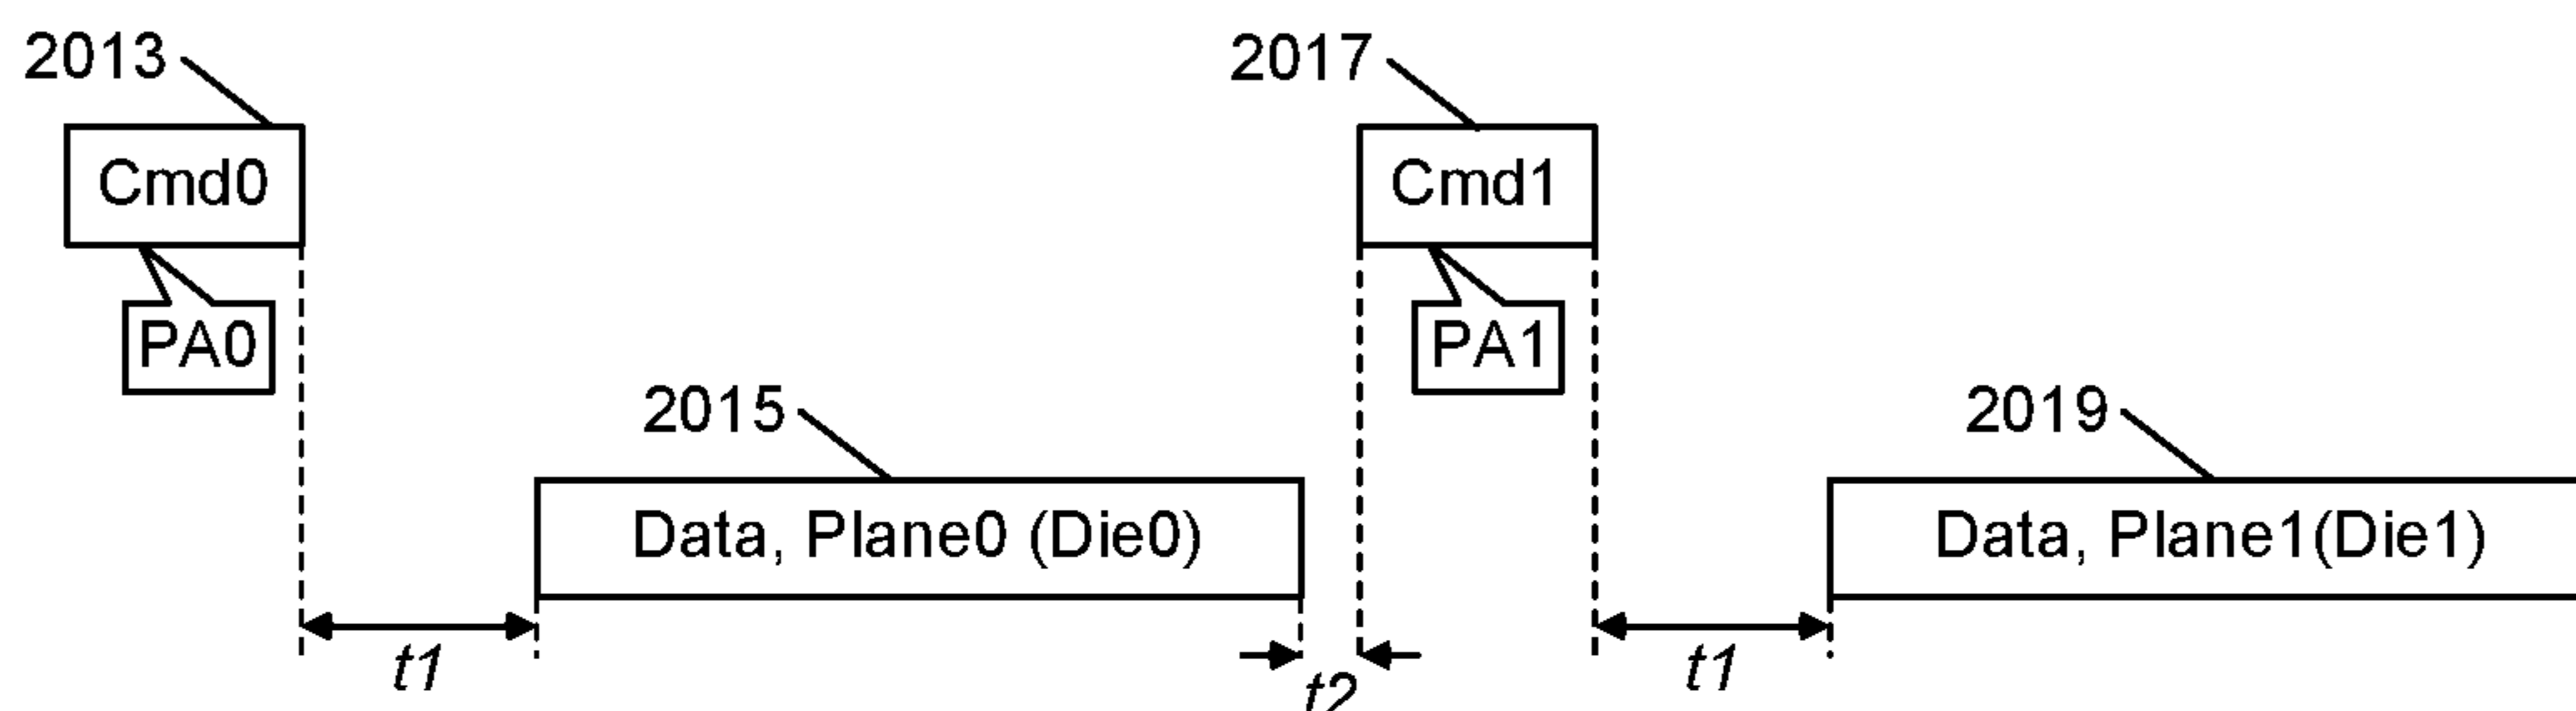 2013
2017
Cmd0
Cmd1
PA0
PA1
2015
2019
Data, Plane0 (Die0)
Data, Plane1(Die1)
t1
t2
t1